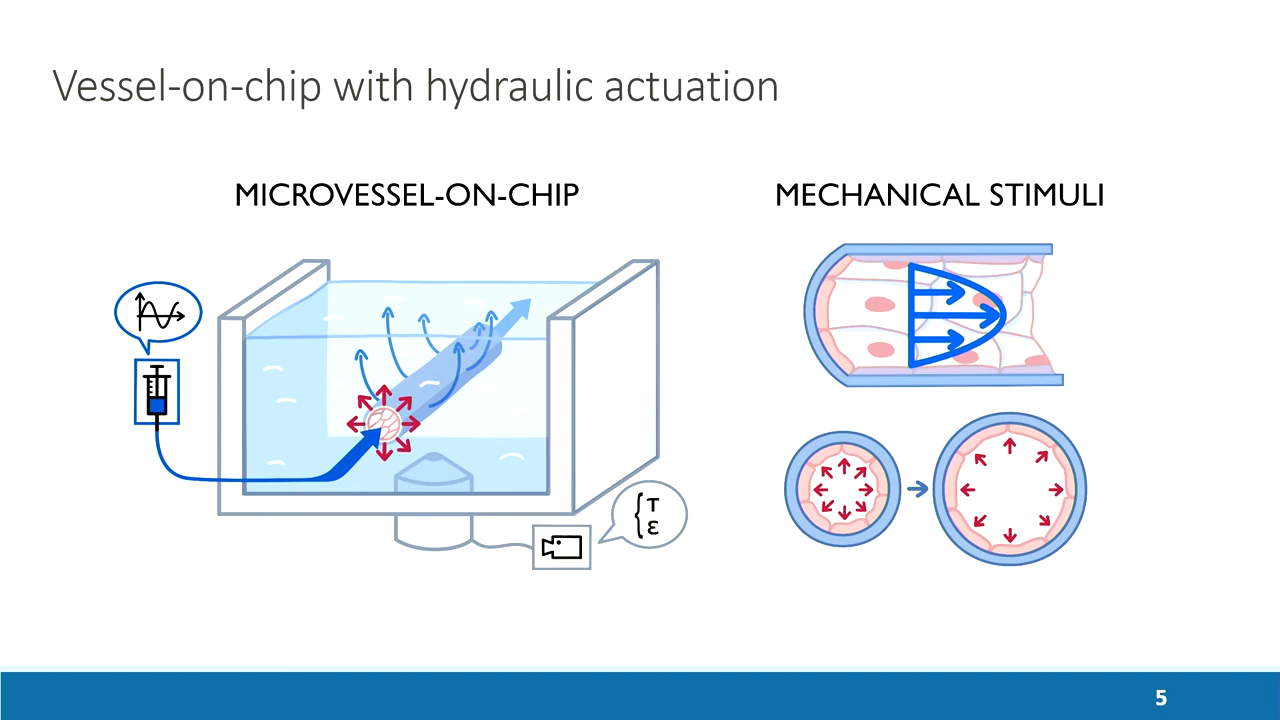 Vessel-on-chip with hydraulic actuation
MICROVESSEL-ON-CHIP
MECHANICAL STIMULI
τ
ε
5